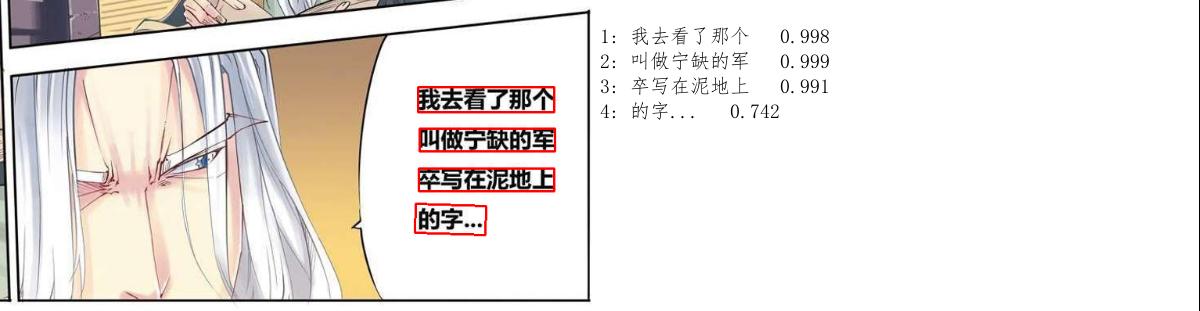 我去看了那个
叫做宁缺的军
卒写在泥地上
的字...
1: 我去看了那个 0.998
2: 叫做宁缺的军 0.999
3: 卒写在泥地上 0.991
4: 的字... 0.742